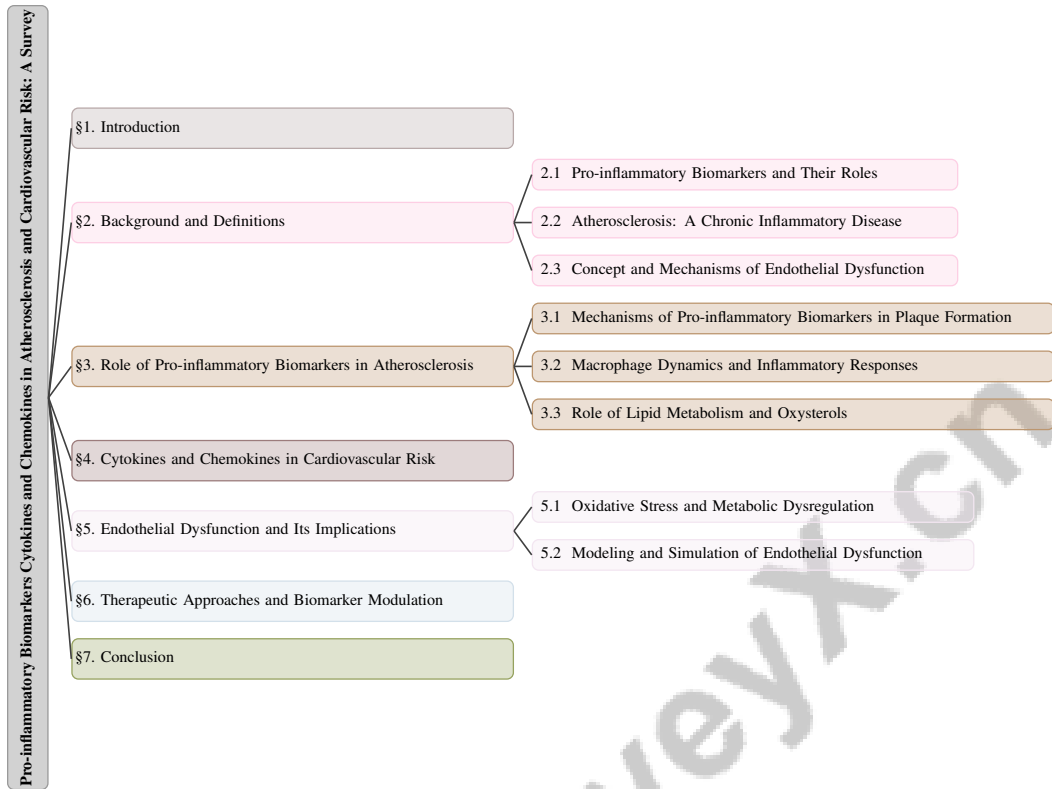 Pro-inflammatory Biomarkers Cytokines and Chemokines in Atherosclerosis and Cardiovascular Risk: A Survey
§1. Introduction
§2. Background and Definitions
2.1 Pro-inflammatory Biomarkers and Their Roles
2.2 Atherosclerosis: A Chronic Inflammatory Disease
2.3 Concept and Mechanisms of Endothelial Dysfunction
§3. Role of Pro-inflammatory Biomarkers in Atherosclerosis
3.1 Mechanisms of Pro-inflammatory Biomarkers in Plaque Formation
3.2 Macrophage Dynamics and Inflammatory Responses
3.3 Role of Lipid Metabolism and Oxysterols
§4. Cytokines and Chemokines in Cardiovascular Risk
§5. Endothelial Dysfunction and Its Implications
5.1 Oxidative Stress and Metabolic Dysregulation
5.2 Modeling and Simulation of Endothelial Dysfunction
§6. Therapeutic Approaches and Biomarker Modulation
§7. Conclusion
veyx.cn